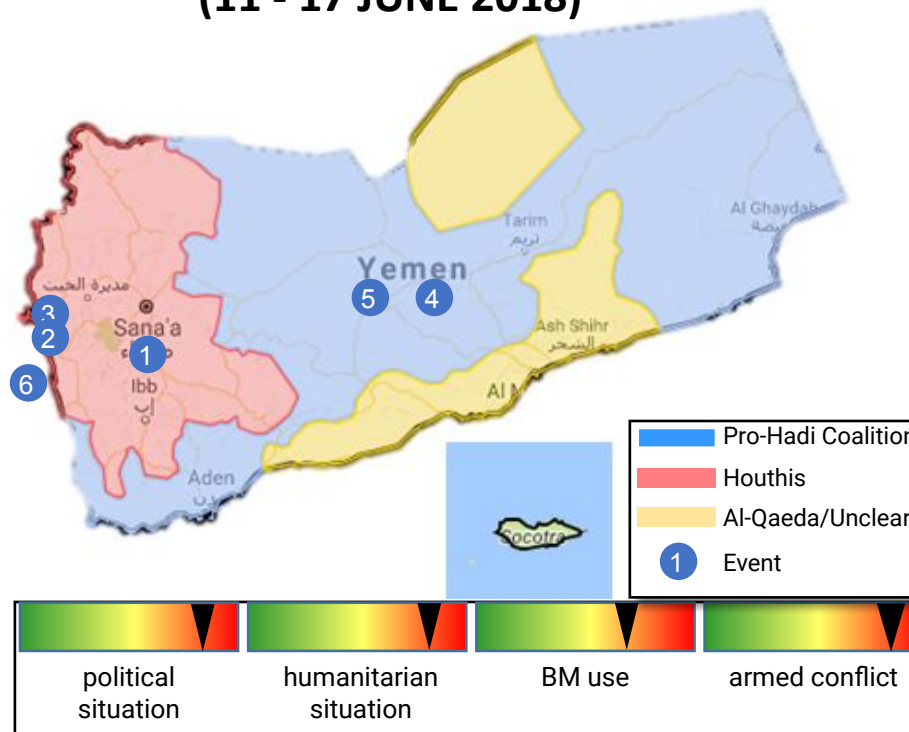 (11 - 17 JUNE 2018)
Al Ghaydah
Tarim
تريم
Yemen
مديرية الخبت
5
4
3
Sana'a
2
1
Ash Shihr
الشحر
6
Ibb
إب
Al M
Aden
Socotra
Pro-Hadi Coalition
Houthis
Al-Qaeda/Unclear
1 Event
political
situation
humanitarian
situation
BM use
armed conflict